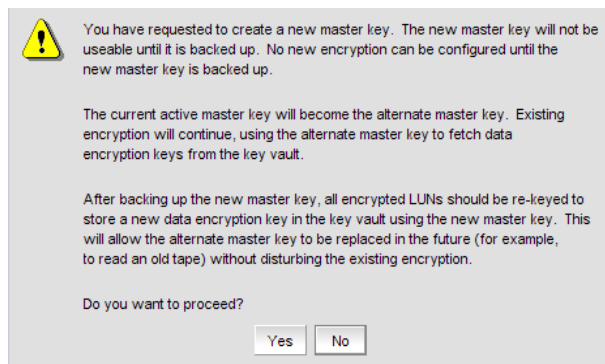 You have requested to create a new master key. The new master key will not be
useable until it is backed up. No new encryption can be configured until the
new master key is backed up.
The current active master key will become the alternate master key. Existing
encryption will continue, using the alternate master key to fetch data
encryption keys from the key vault.
After backing up the new master key, all encrypted LUNs should be re-keyed to
store a new data encryption key in the key vault using the new master key. This
will allow the alternate master key to be replaced in the future (for example,
to read an old tape) without disturbing the existing encryption.
Do you want to proceed?
Yes No